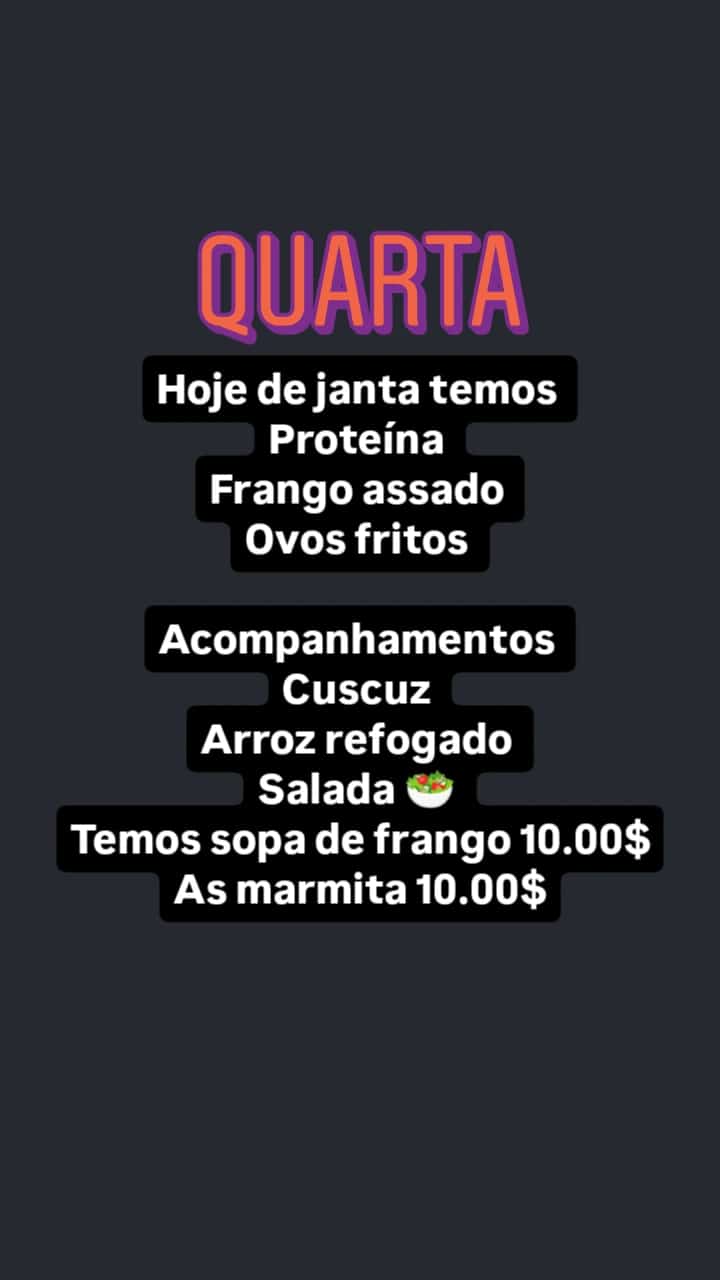 QUARTA
Hoje de janta temos
Proteína
Frango assado
Ovos fritos
Acompanhamentos
Cuscuz
Arroz refogado
Salada 🥗
Temos sopa de frango 10.00$
As marmita 10.00$